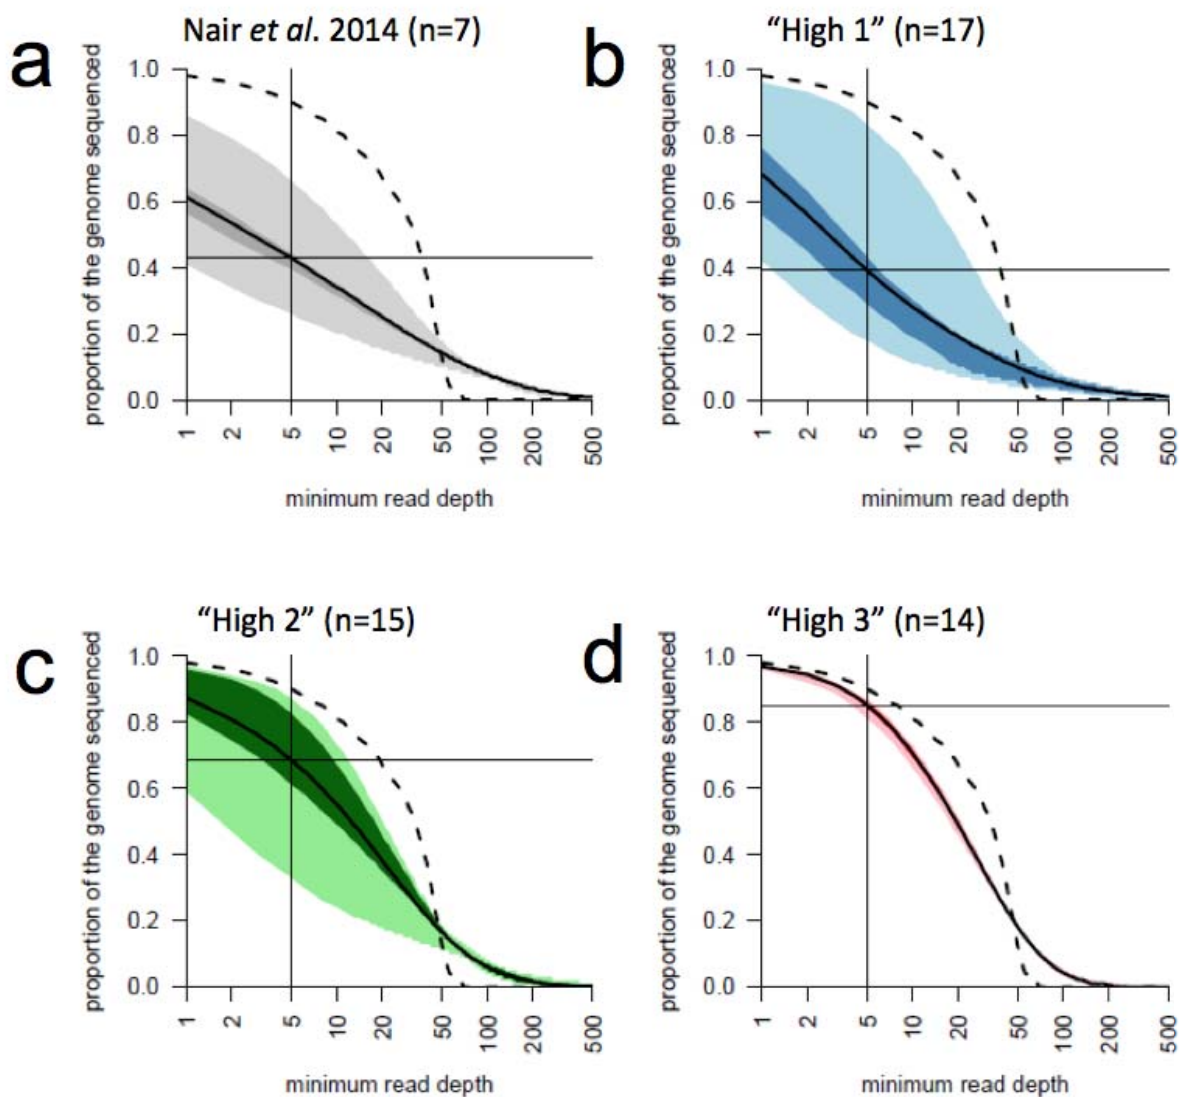 a
Nair et al. 2014 (n=7)
proportion of the genome sequenced
1.0
0.8
0.6
0.4
0.2
0.0
1 2 5 10 20 50 100 200 500
minimum read depth
b
“High 1” (n=17)
proportion of the genome sequenced
1.0
0.8
0.6
0.4
0.2
0.0
1 2 5 10 20 50 100 200 500
minimum read depth
c
“High 2” (n=15)
proportion of the genome sequenced
1.0
0.8
0.6
0.4
0.2
0.0
1 2 5 10 20 50 100 200 500
minimum read depth
d
“High 3” (n=14)
proportion of the genome sequenced
1.0
0.8
0.6
0.4
0.2
0.0
1 2 5 10 20 50 100 200 500
minimum read depth